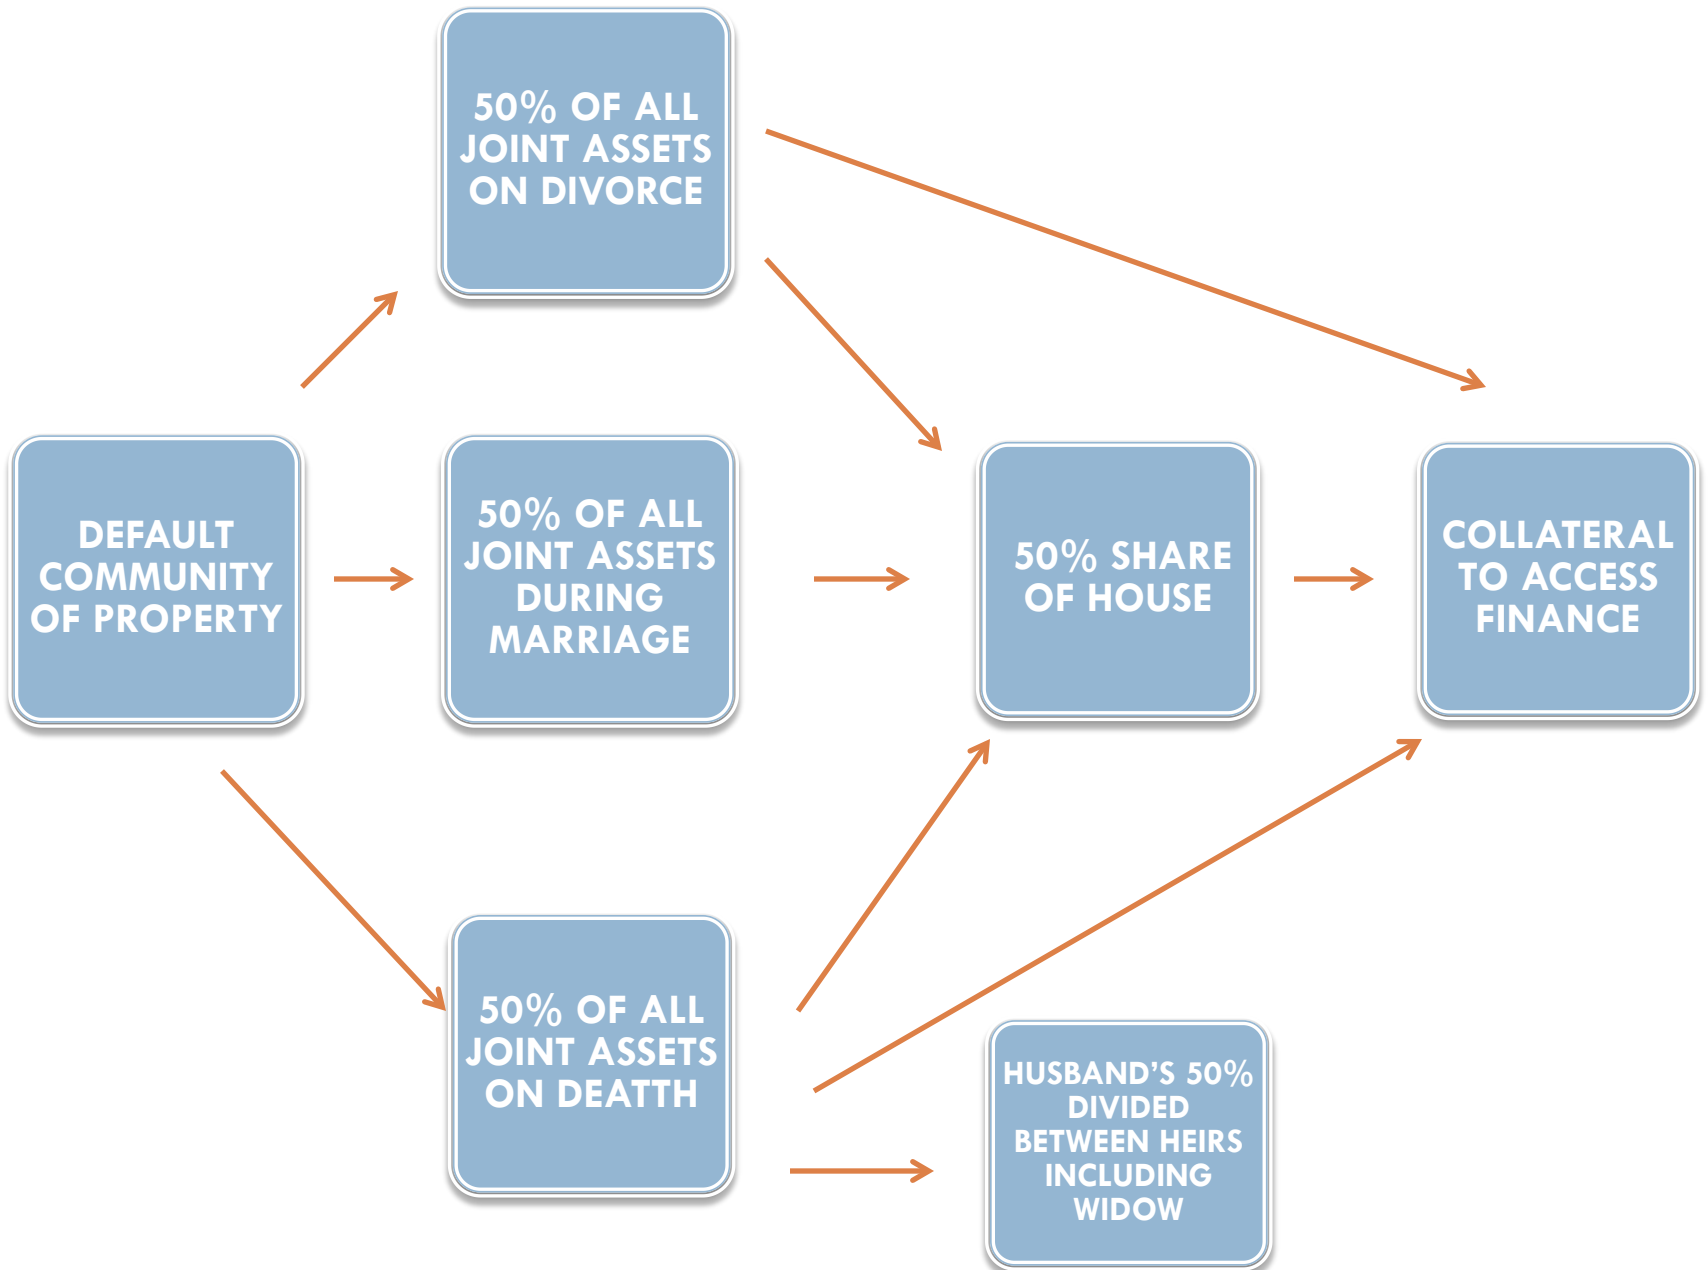 50% OF ALL
JOINT ASSETS
ON DIVORCE
DEFAULT
COMMUNITY
OF PROPERTY
50% OF ALL
JOINT ASSETS
DURING
MARRIAGE
50% SHARE
OF HOUSE
COLLATERAL
TO ACCESS
FINANCE
50% OF ALL
JOINT ASSETS
ON DEATTH
HUSBAND'S 50%
DIVIDED
BETWEEN HEIRS
INCLUDING
WIDOW